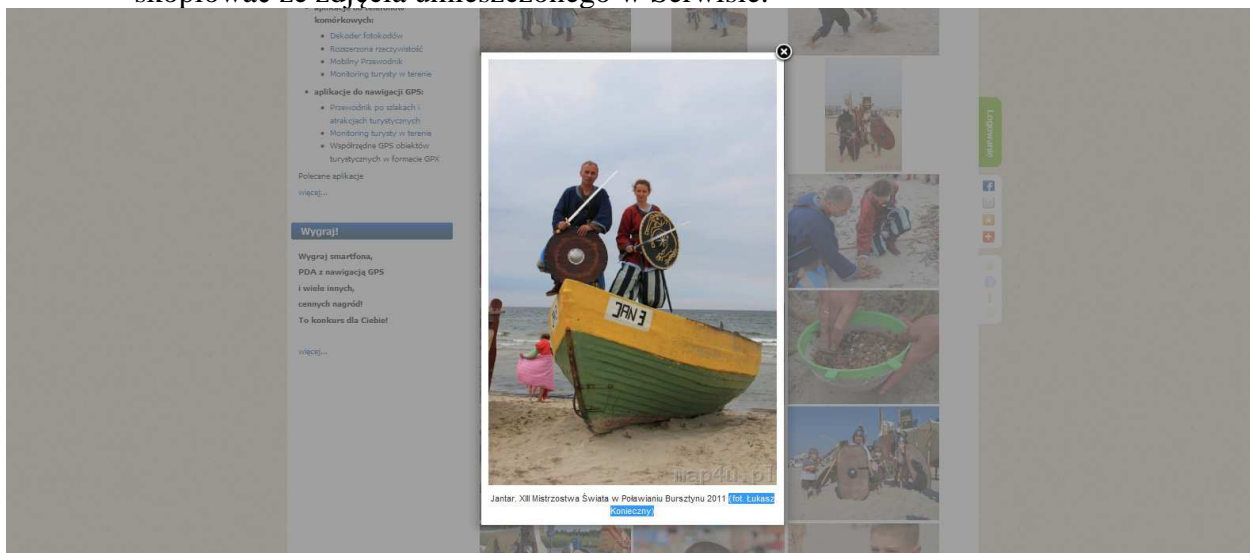 skopiować ze zdjęcia umieszczonego w Serwisie:
komórkowych:
Dekoder fotokodów
Rozszerzona rzeczywistość
Mobilny Przewodnik
Monitoring turysty w terenie
aplikacje do nawigacji GPS:
Przewodnik po szlakach i
atrakcjach turystycznych
Monitoring turysty w terenie
Współrzędne GPS obiektów
turystycznych w formacie GPX
Polecane aplikacje
więcej...
Wygraj!
Wygraj smartfona,
PDA z nawigacją GPS
i wiele innych,
cennych nagród!
To konkurs dla Ciebie!
więcej...
JAN 3
map4u.pl
Jantar. XIII Mistrzostwa Świata w Poławianiu Bursztynu 2011 (fot. Łukasz
Konieczny)
Logowanie